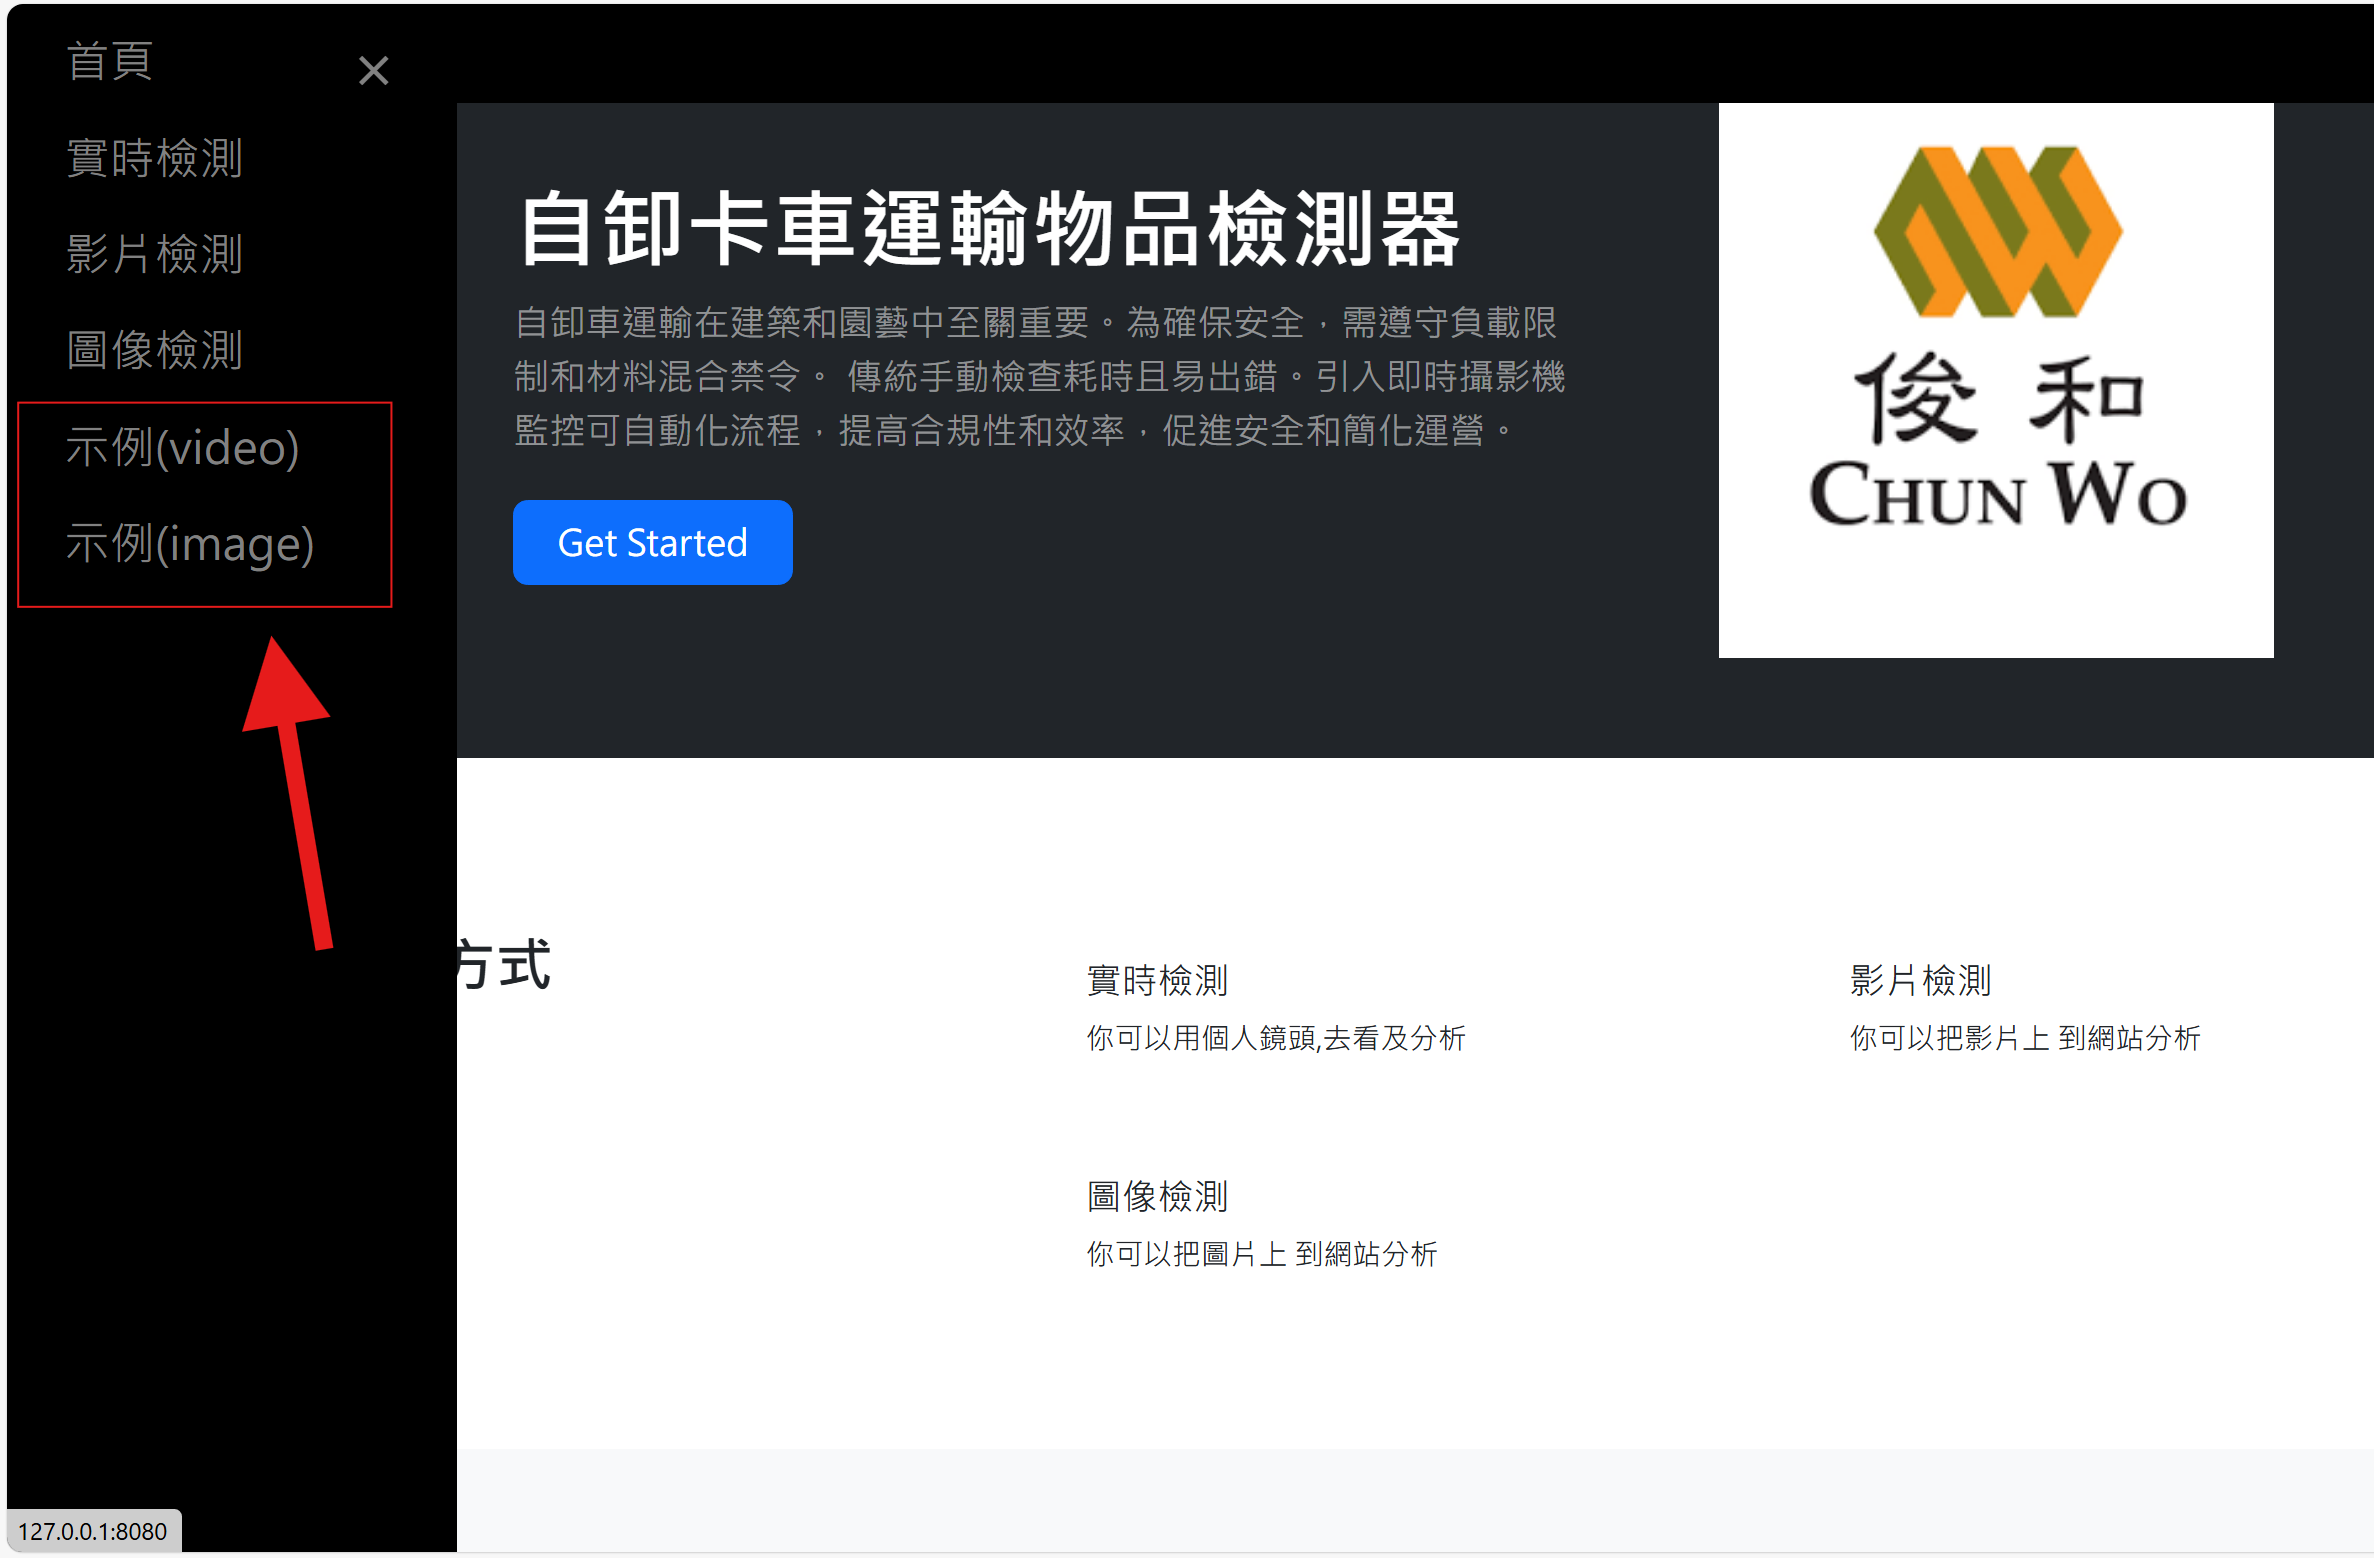 首頁
×
實時檢測
影片檢測
圖像檢測
示例(video)
示例(image)
自卸卡車運輸物品檢測器
自卸車運輸在建築和園藝中至關重要。為確保安全，需遵守負載限
制和材料混合禁令。 傳統手動檢查耗時且易出錯。引入即時攝影機
監控可自動化流程，提高合規性和效率，促進安全和簡化運營。
Get Started
俊和
CHUN WO
方式
實時檢測
你可以用個人鏡頭,去看及分析
影片檢測
你可以把影片上 到網站分析
圖像檢測
你可以把圖片上 到網站分析
127.0.0.1:8080